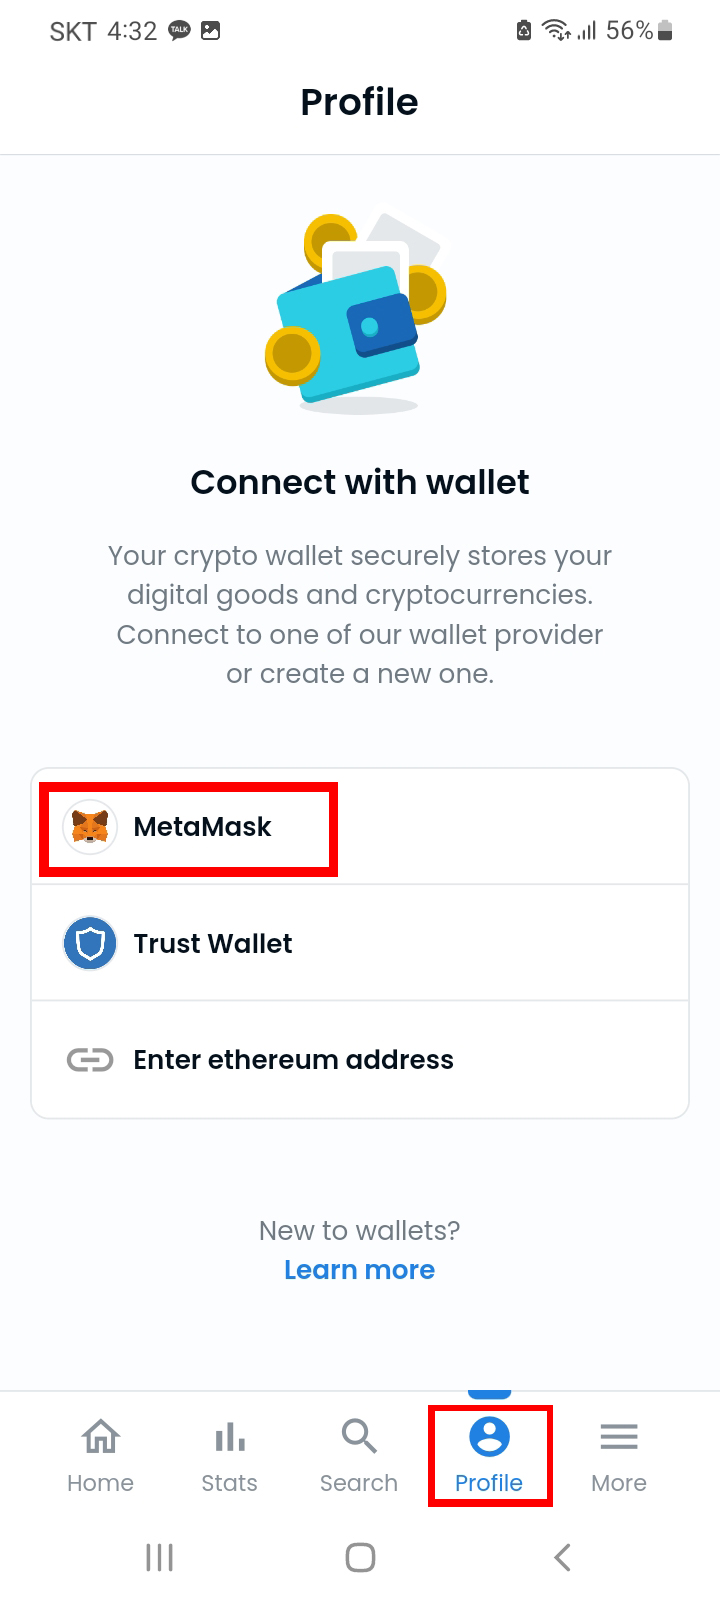 SKT 4:32 TALK 56%
Profile
Connect with wallet
Your crypto wallet securely stores your
digital goods and cryptocurrencies.
Connect to one of our wallet provider
or create a new one.
MetaMask
Trust Wallet
Enter ethereum address
New to wallets?
Learn more
Home Stats Search Profile More